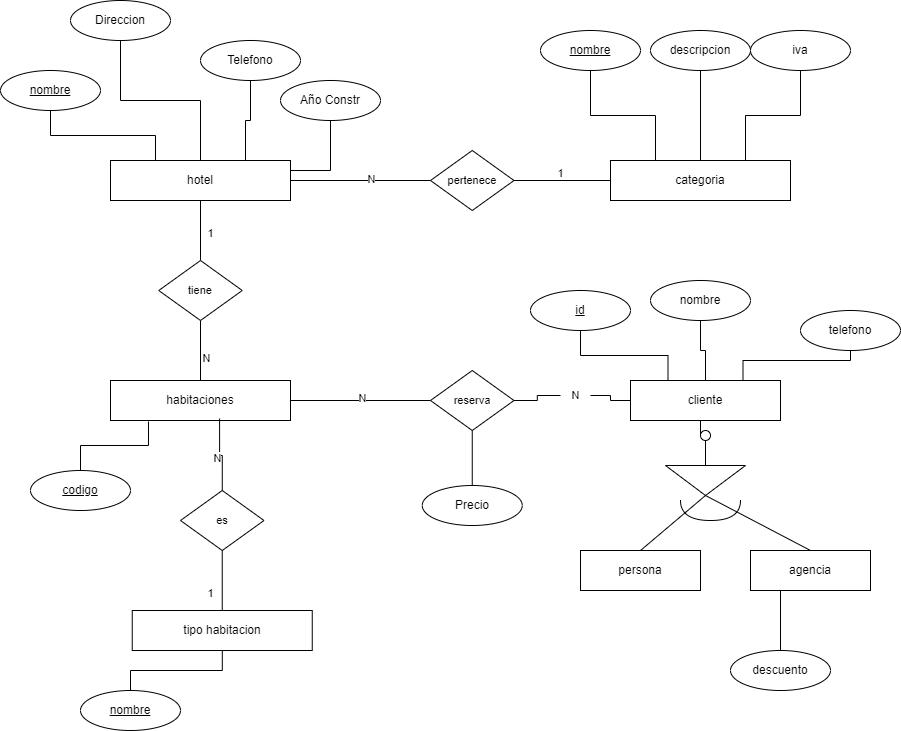 Direccion
nombre
Telefono
Año Constr
nombre
descripcion
iva
hotel
N
pertenece
1
categoria
1
tiene
N
id
nombre
telefono
habitaciones
N
reserva
N
cliente
codigo
N
Precio
es
persona
agencia
1
tipo habitacion
descuento
nombre